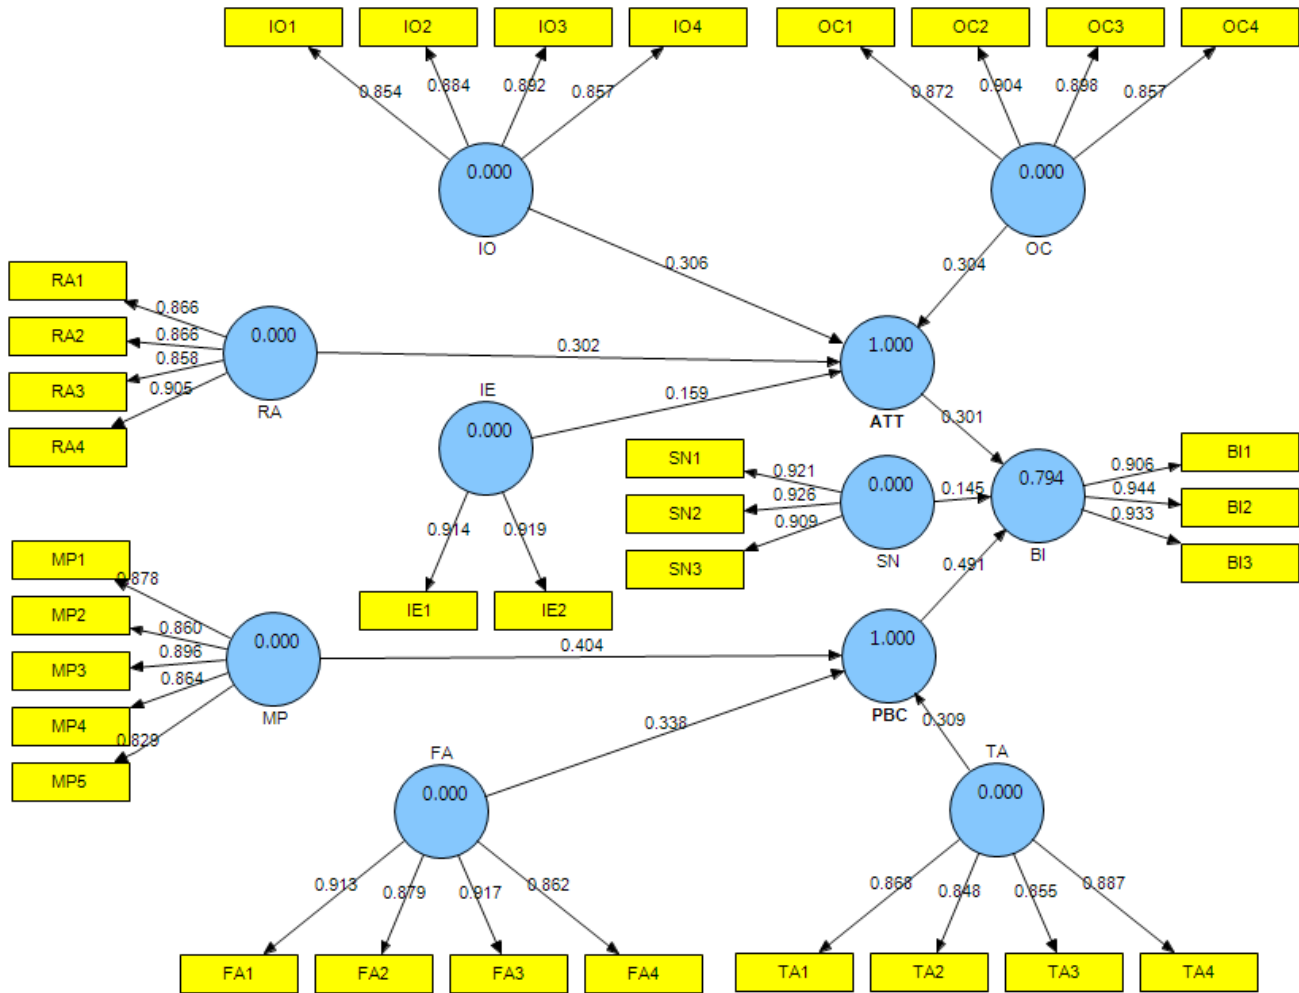 IO1 IO2 IO3 IO4 OC1 OC2 OC3 OC4
0.854 0.884 0.892 0.857 0.872 0.904 0.898 0.857
0.000 0.000
IO OC
0.306 0.304
RA1
RA2
RA3
RA4
0.866
0.866
0.858
0.905
0.000
RA
0.302
1.000
ATT
IE
0.000
0.159
0.914 0.919
IE1 IE2
0.301
SN1
SN2
SN3
0.921
0.926
0.909
0.000
SN
0.145
0.794
BI
0.906
0.944
0.933
BI1
BI2
BI3
MP1
MP2
MP3
MP4
MP5
0.878
0.860
0.896
0.864
0.829
0.000
MP
0.404
0.491
1.000
PBC
0.338 0.309
FA TA
0.000 0.000
0.913 0.879 0.917 0.862 0.868 0.848 0.855 0.887
FA1 FA2 FA3 FA4 TA1 TA2 TA3 TA4